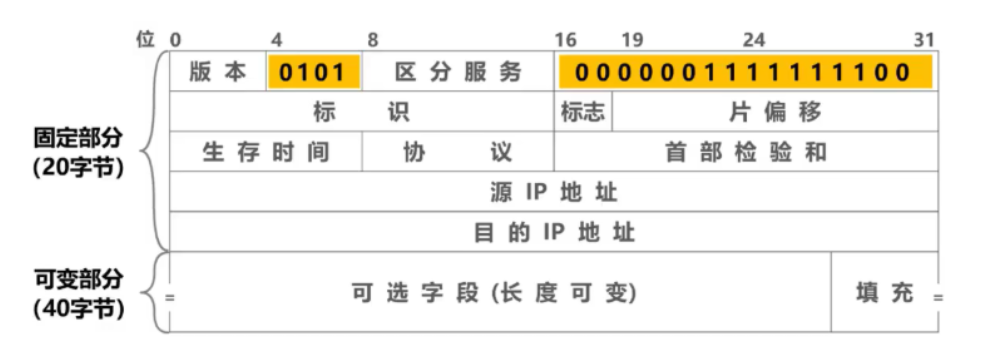 位 0 4 8 16 19 24 31
版本 0101 区分服务 0000001111111100
标识 标志 片偏移
固定部分
(20字节)
生存时间 协议 首部检验和
源 IP 地址
目的 IP 地址
可变部分
(40字节)
可选字段 (长度可变) 填充